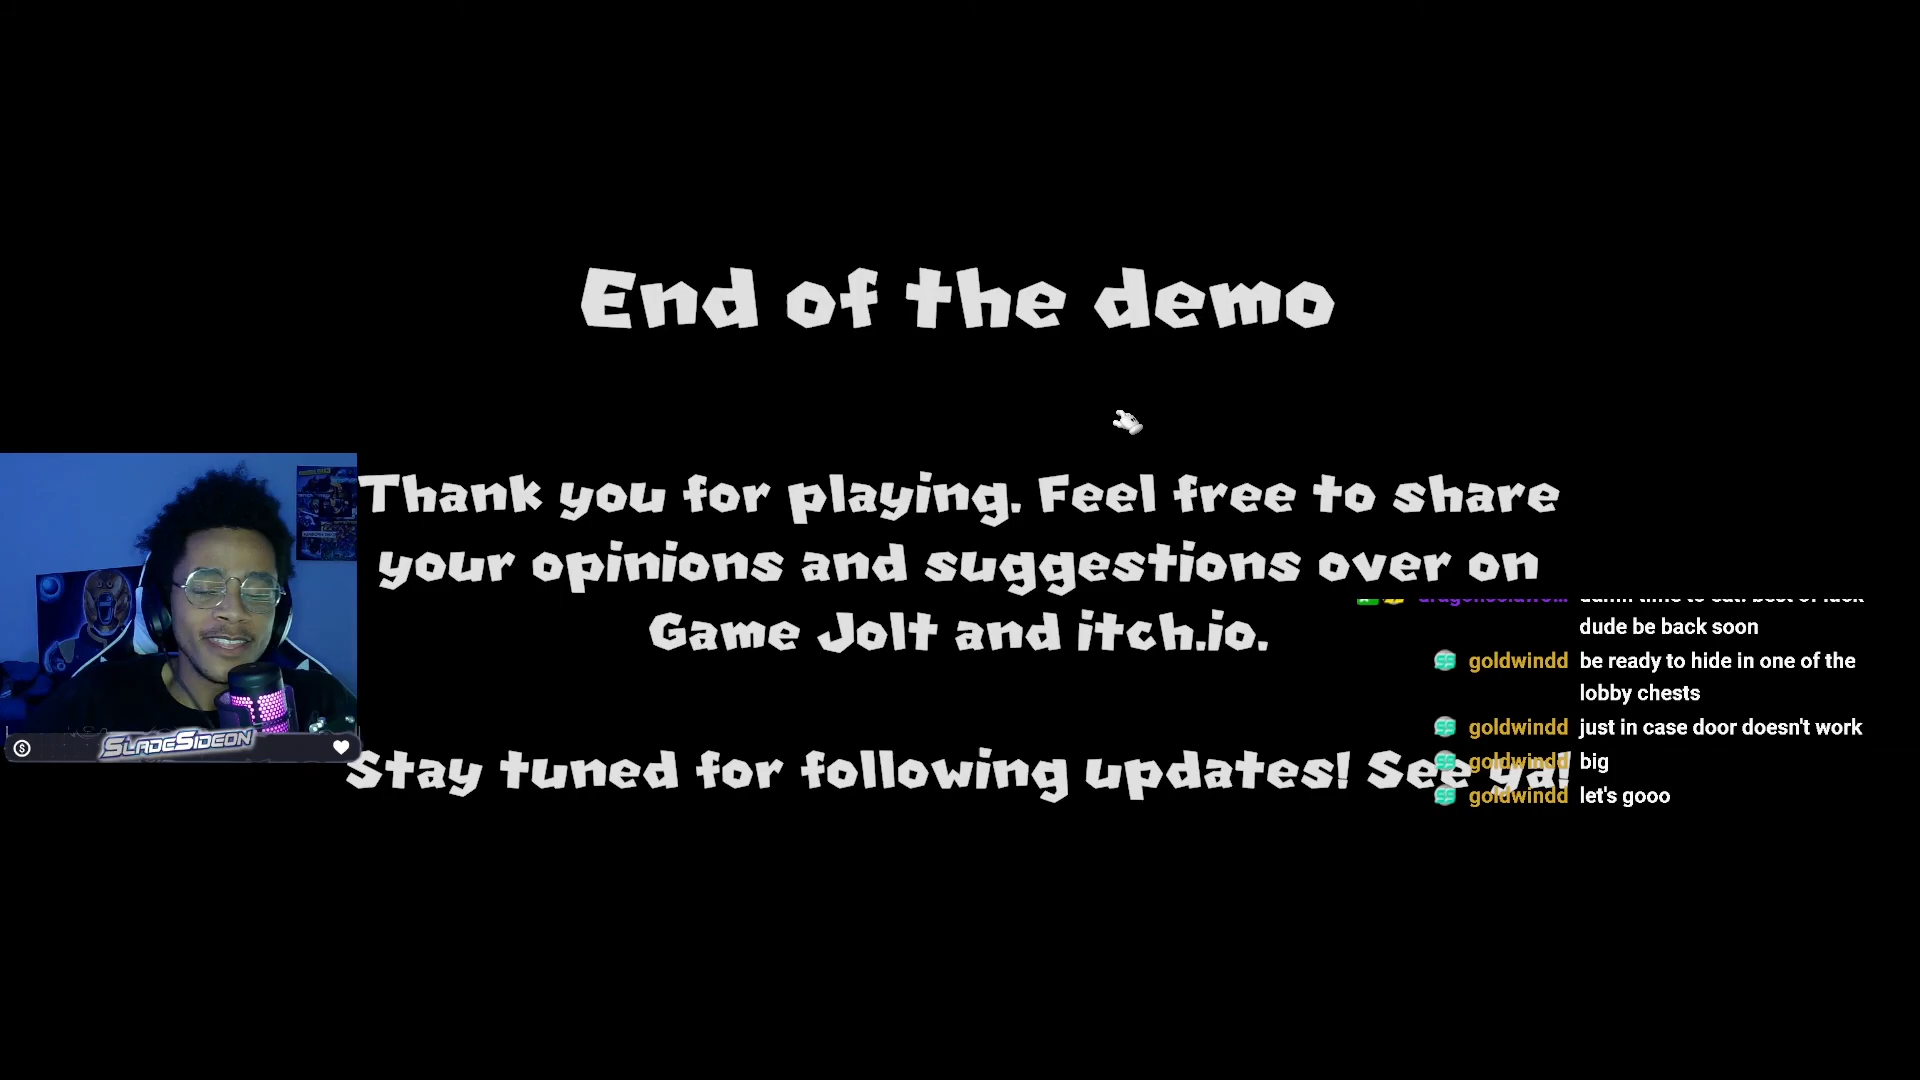 End of the demo
Thank you for playing. Feel free to share
your opinions and suggestions over on
Game Jolt and itch.io.
Stay tuned for following updates! See ya!
SLADESIDEON
dude be back soon
goldwindd be ready to hide in one of the
lobby chests
goldwindd just in case door doesn't work
goldwindd big
goldwindd let's gooo